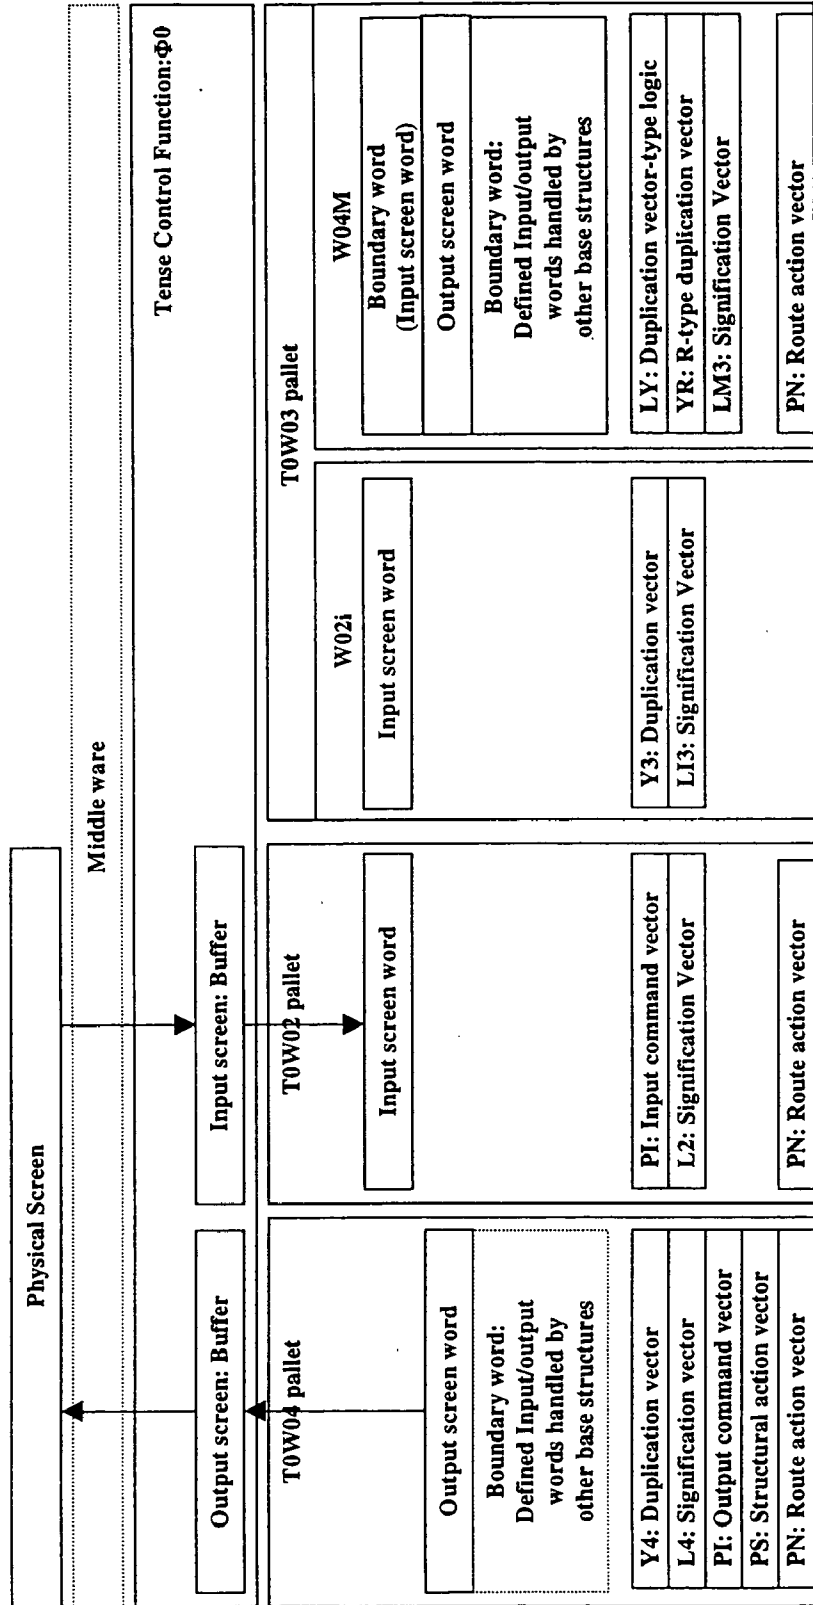 Physical Screen
Middle ware
Output screen: Buffer
Input screen: Buffer
Tense Control Function:Φ0
T0W04 pallet
Output screen word
Boundary word:
Defined Input/output
words handled by
other base structures
Y4: Duplication vector
L4: Signification vector
PI: Output command vector
PS: Structural action vector
PN: Route action vector
T0W02 pallet
Input screen word
PI: Input command vector
L2: Signification Vector
PN: Route action vector
T0W03 pallet
W02i
Input screen word
Y3: Duplication vector
LI3: Signification Vector
W04M
Boundary word
(Input screen word)
Output screen word
Boundary word:
Defined Input/output
words handled by
other base structures
LY: Duplication vector-type logic
YR: R-type duplication vector
LM3: Signification Vector
PN: Route action vector